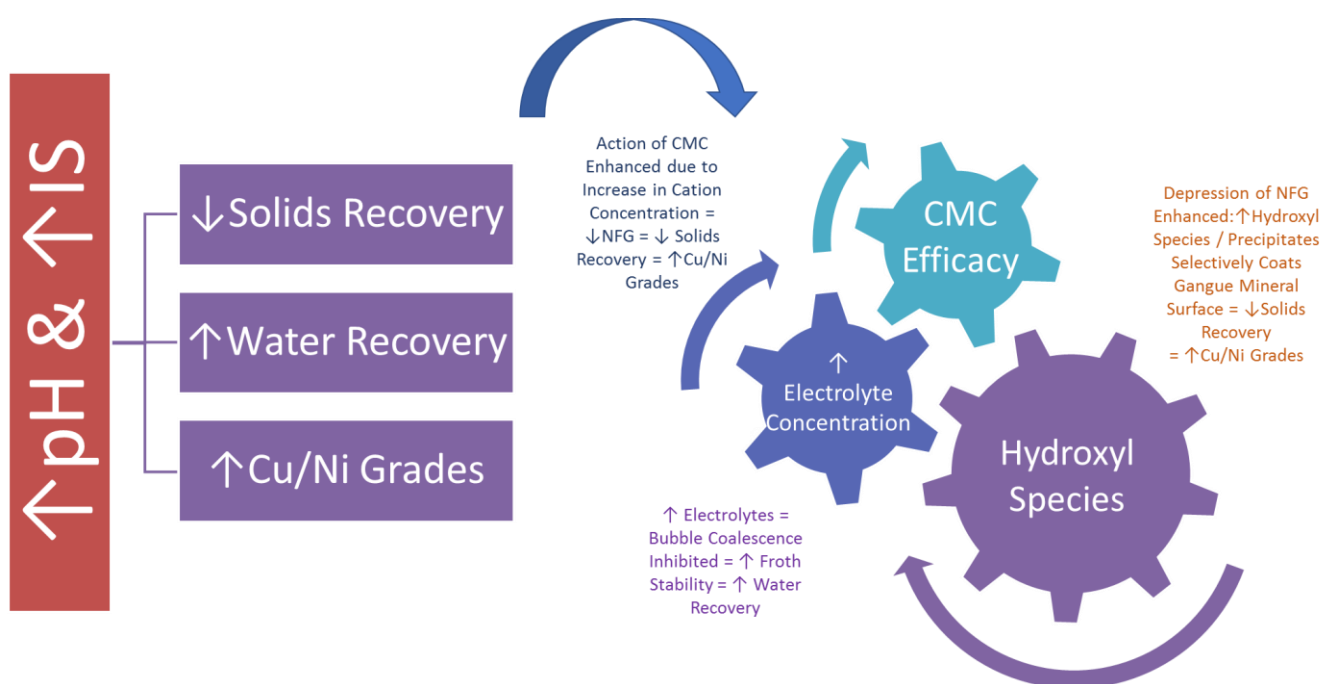 ↑pH & ↑IS
↓Solids Recovery
↑Water Recovery
↑Cu/Ni Grades
Action of CMC
Enhanced due to
Increase in Cation
Concentration =
↓NFG = ↓ Solids
Recovery = ↑Cu/Ni
Grades
CMC
Efficacy
↑
Electrolyte
Concentration
Hydroxyl
Species
Depression of NFG
Enhanced:↑Hydroxyl
Species / Precipitates
Selectively Coats
Gangue Mineral
Surface = ↓Solids
Recovery
= ↑Cu/Ni Grades
↑ Electrolytes =
Bubble Coalescence
Inhibited = ↑ Froth
Stability = ↑ Water
Recovery